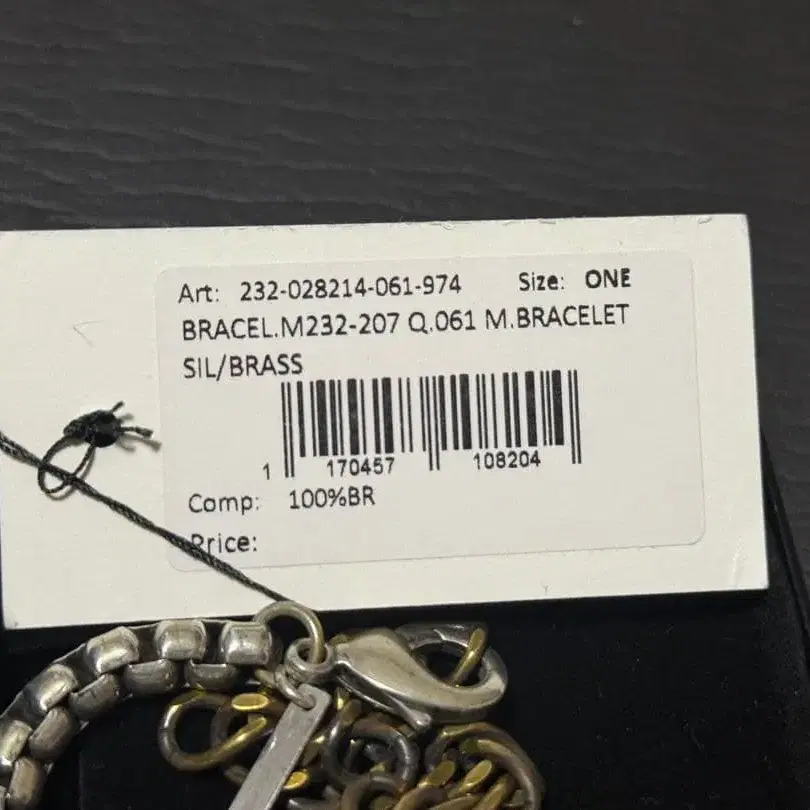 Art: 232-028214-061-974 Size: ONE
BRACEL.M232-207 Q.061 M.BRACELET
SIL/BRASS
1 170457 108204
Comp: 100%BR
Price: